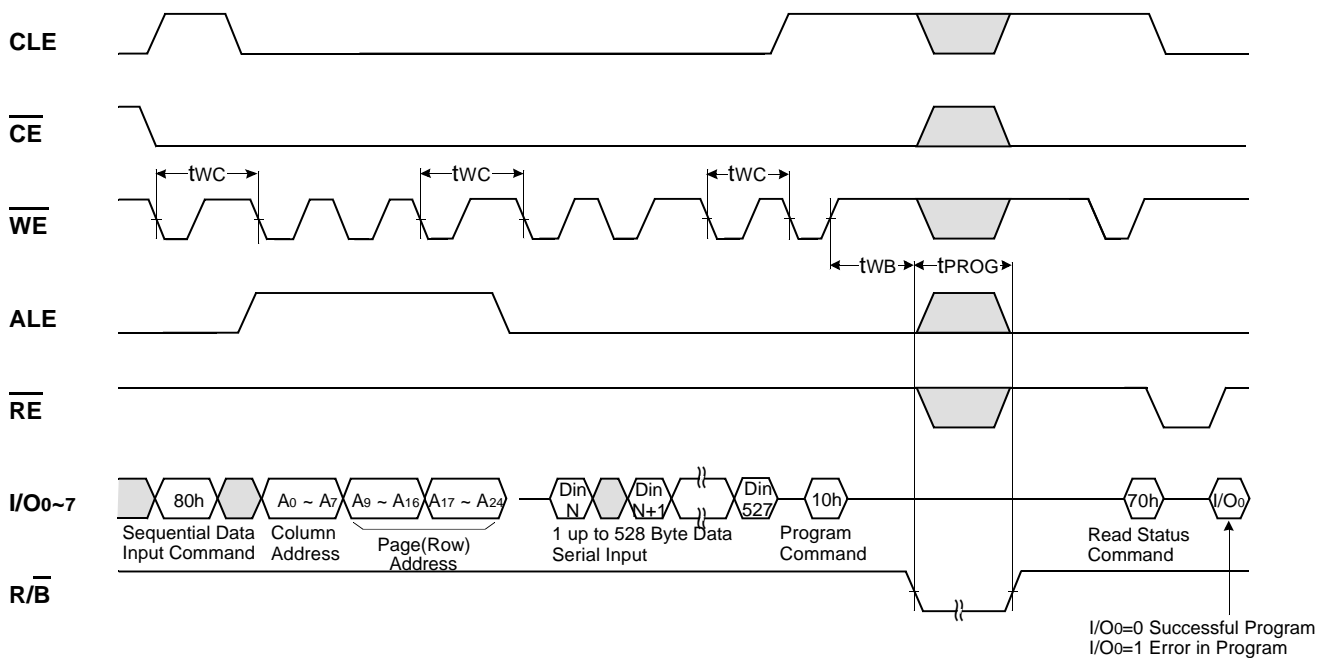 CLE
CE
tWC tWC tWC
WE
tWB tPROG
ALE
RE
I/O0~7
80h A0 ~ A7 A9 ~ A16 A17 ~ A24 Din N Din N+1 Din 527 10h 70h I/O0
Sequential Data Input Command
Column Address
Page(Row) Address
1 up to 528 Byte Data Serial Input
Program Command
Read Status Command
R/B
I/O0=0 Successful Program
I/O0=1 Error in Program